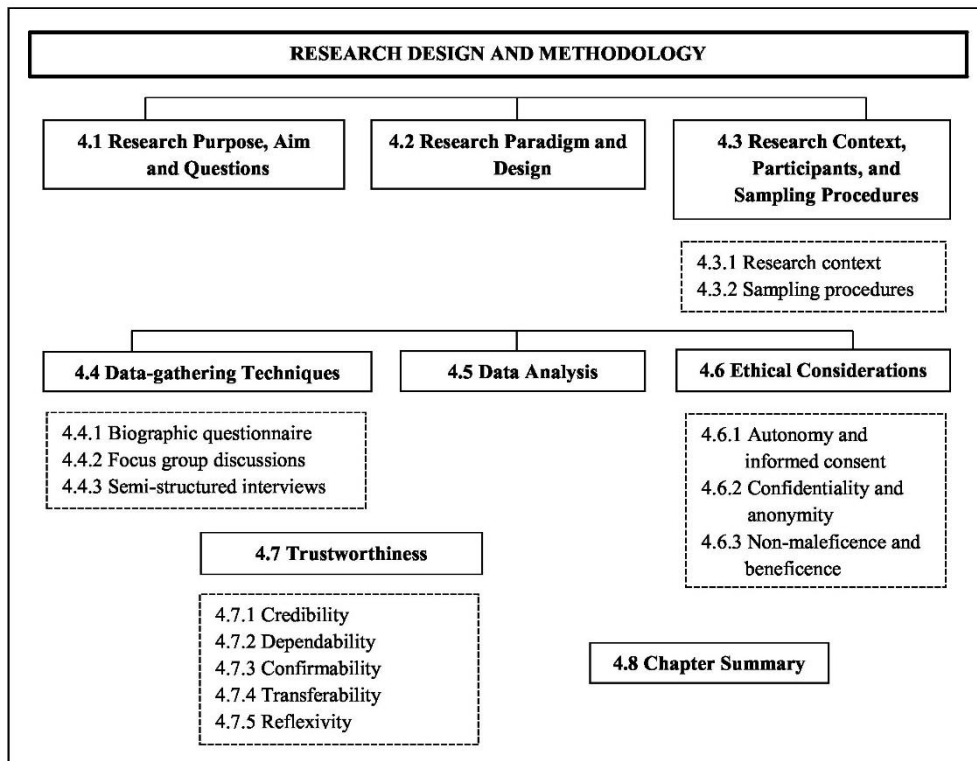 RESEARCH DESIGN AND METHODOLOGY
4.1 Research Purpose, Aim
and Questions
4.2 Research Paradigm and
Design
4.3 Research Context,
Participants, and
Sampling Procedures
4.3.1 Research context
4.3.2 Sampling procedures
4.4 Data-gathering Techniques
4.5 Data Analysis
4.6 Ethical Considerations
4.4.1 Biographic questionnaire
4.4.2 Focus group discussions
4.4.3 Semi-structured interviews
4.6.1 Autonomy and
informed consent
4.6.2 Confidentiality and
anonymity
4.6.3 Non-maleficence and
beneficence
4.7 Trustworthiness
4.7.1 Credibility
4.7.2 Dependability
4.7.3 Confirmability
4.7.4 Transferability
4.7.5 Reflexivity
4.8 Chapter Summary